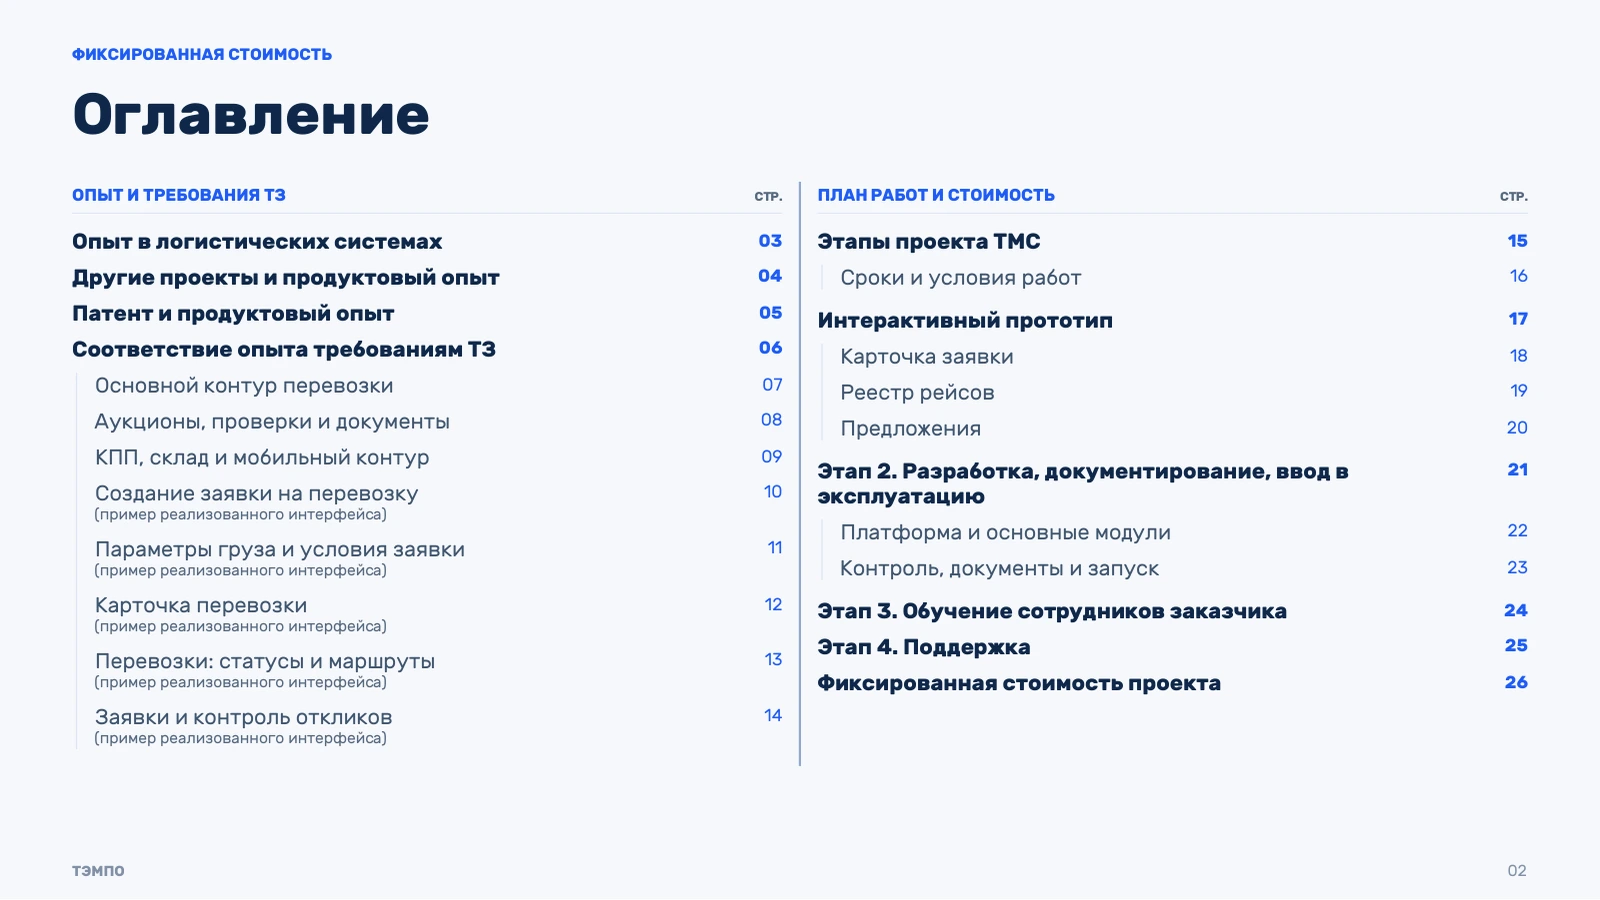 ФИКСИРОВАННАЯ СТОИМОСТЬ
Оглавление
ОПЫТ И ТРЕБОВАНИЯ ТЗ СТР.
Опыт в логистических системах 03
Другие проекты и продуктовый опыт 04
Патент и продуктовый опыт 05
Соответствие опыта требованиям ТЗ 06
Основной контур перевозки 07
Аукционы, проверки и документы 08
КПП, склад и мобильный контур 09
Создание заявки на перевозку 10
(пример реализованного интерфейса)
Параметры груза и условия заявки 11
(пример реализованного интерфейса)
Карточка перевозки 12
(пример реализованного интерфейса)
Перевозки: статусы и маршруты 13
(пример реализованного интерфейса)
Заявки и контроль откликов 14
(пример реализованного интерфейса)
ПЛАН РАБОТ И СТОИМОСТЬ СТР.
Этапы проекта ТМС 15
Сроки и условия работ 16
Интерактивный прототип 17
Карточка заявки 18
Реестр рейсов 19
Предложения 20
Этап 2. Разработка, документирование, ввод в 21
эксплуатацию
Платформа и основные модули 22
Контроль, документы и запуск 23
Этап 3. Обучение сотрудников заказчика 24
Этап 4. Поддержка 25
Фиксированная стоимость проекта 26
ТЭМПО 02